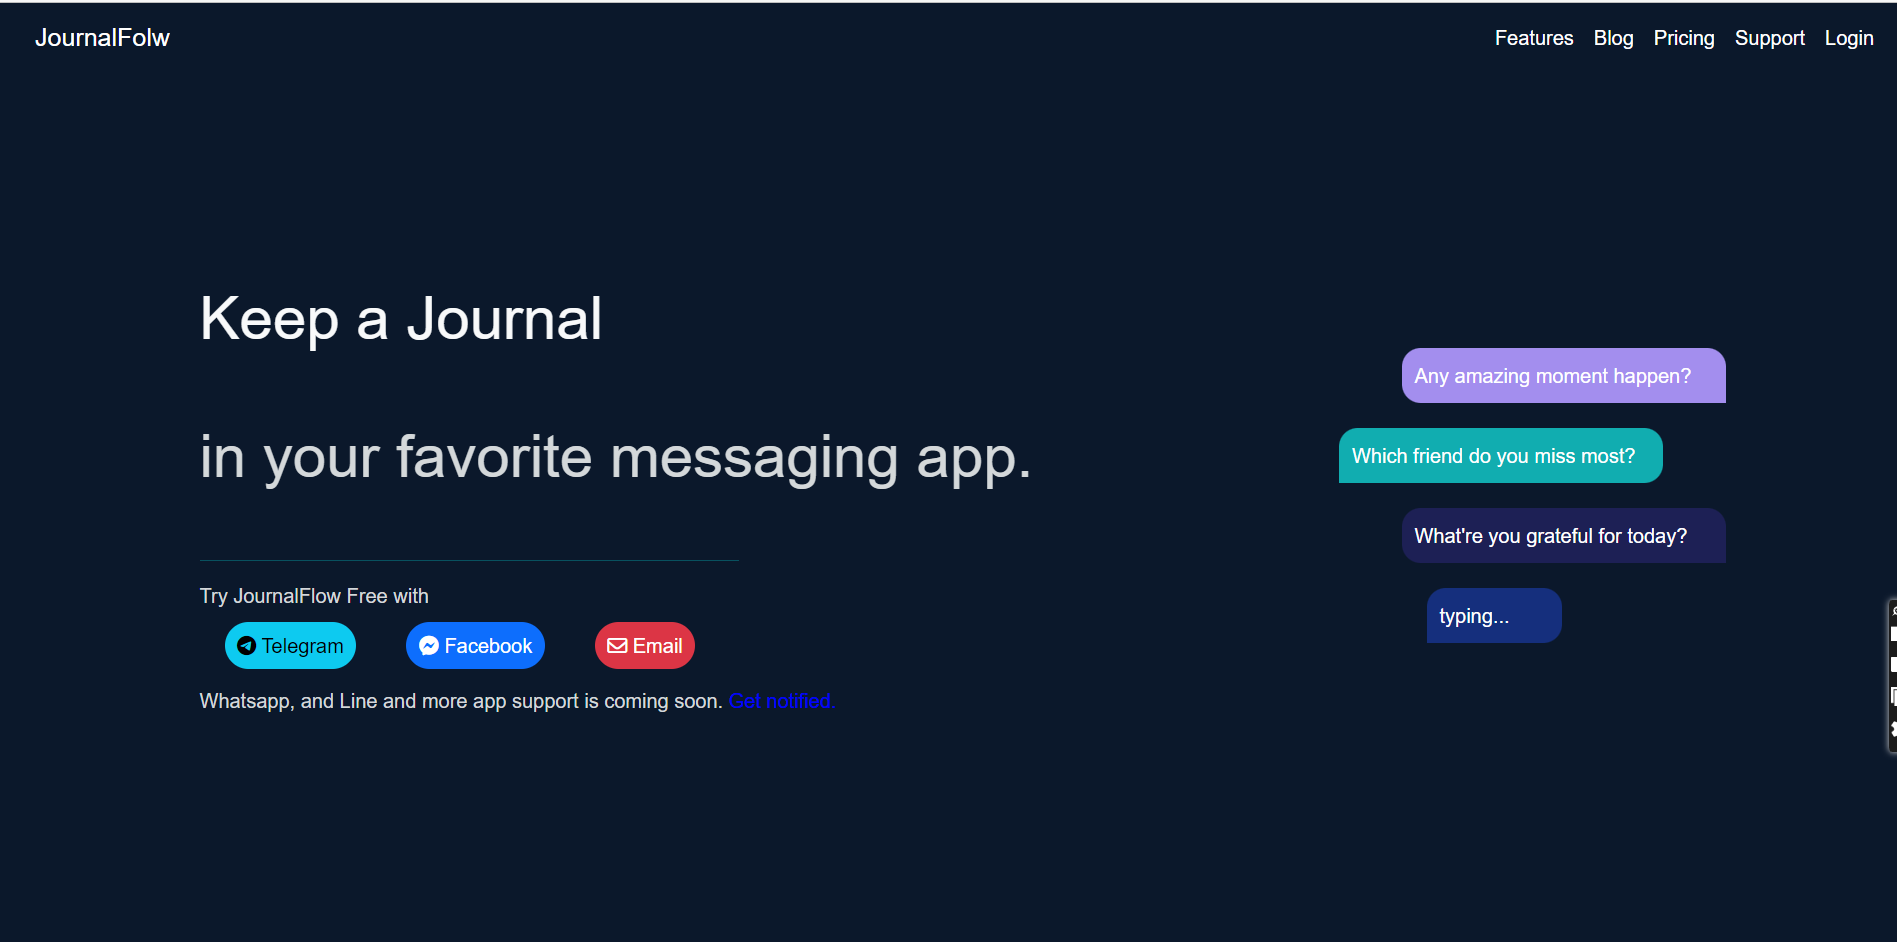 JournalFolw
Features Blog Pricing Support Login
Keep a Journal
in your favorite messaging app.
Any amazing moment happen?
Which friend do you miss most?
What're you grateful for today?
typing...
Try JournalFlow Free with
Telegram Facebook Email
Whatsapp, and Line and more app support is coming soon. Get notified.